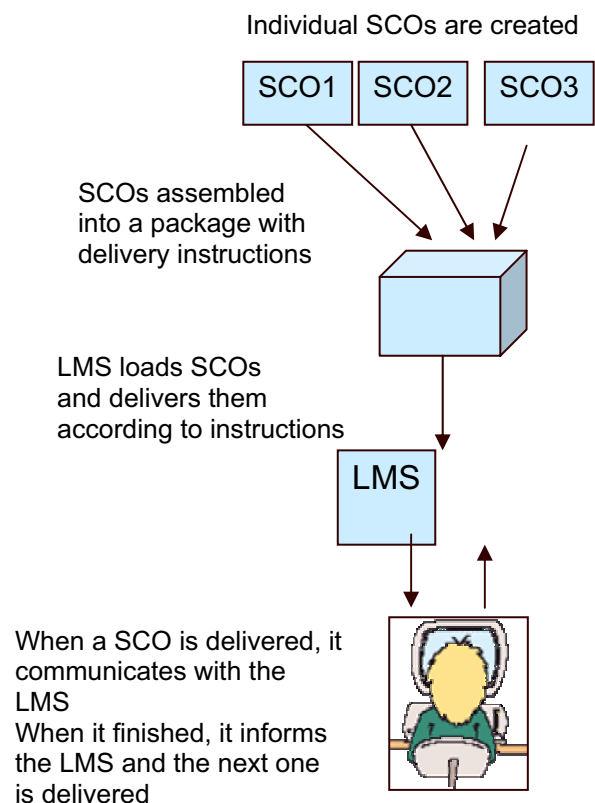 Individual SCOs are created
SCO1 SCO2 SCO3
SCOs assembled
into a package with
delivery instructions
LMS loads SCOs
and delivers them
according to instructions
LMS
When a SCO is delivered, it
communicates with the
LMS
When it finished, it informs
the LMS and the next one
is delivered